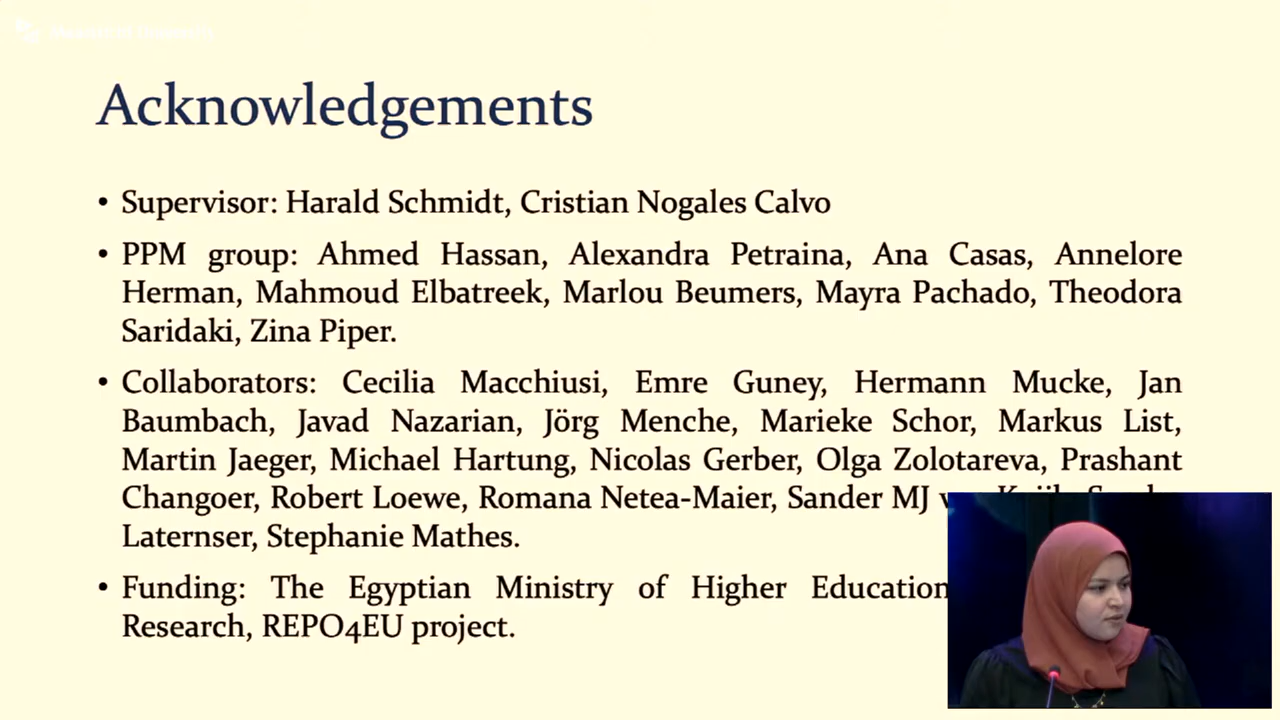 Acknowledgements
• Supervisor: Harald Schmidt, Cristian Nogales Calvo
• PPM group: Ahmed Hassan, Alexandra Petraina, Ana Casas, Annelore
Herman, Mahmoud Elbatreek, Marlou Beumers, Mayra Pachado, Theodora
Saridaki, Zina Piper.
• Collaborators: Cecilia Macchiusi, Emre Guney, Hermann Mucke, Jan
Baumbach, Javad Nazarian, Jörg Menche, Marieke Schor, Markus List,
Martin Jaeger, Michael Hartung, Nicolas Gerber, Olga Zolotareva, Prashant
Changoer, Robert Loewe, Romana Netea-Maier, Sander MJ
Laternser, Stephanie Mathes.
• Funding: The Egyptian Ministry of Higher Education
Research, REPO4EU project.